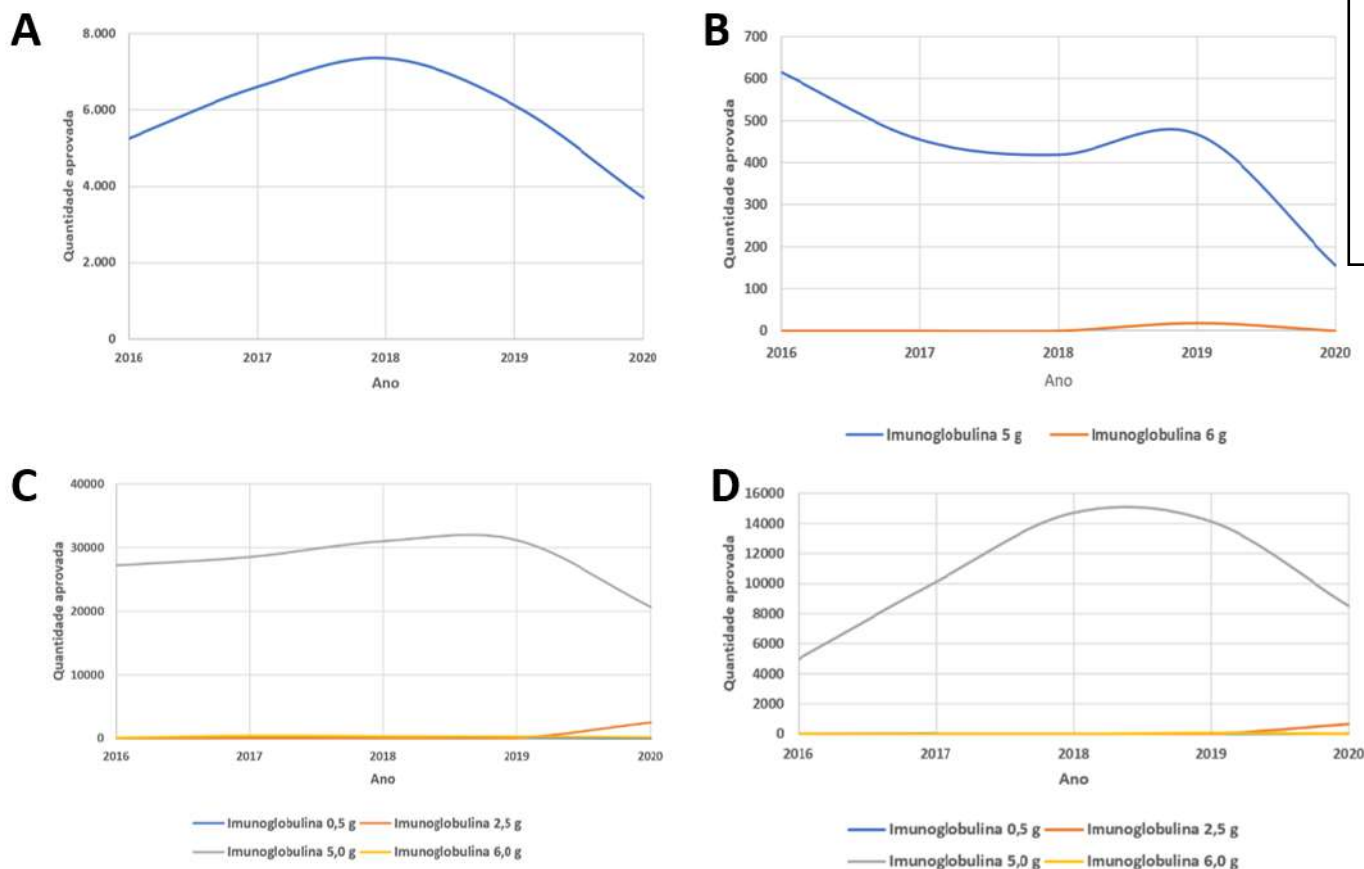 A
8.000
6.000
4.000
2.000
0
Quantidade aprovada
2016 2017 2018 2019 2020
Ano
B
700
600
500
400
300
200
100
0
Quantidade aprovada
2016 2017 2018 2019 2020
Ano
Imunoglobulina 5 g Imunoglobulina 6 g
C
40000
30000
20000
10000
0
Quantidade aprovada
2016 2017 2018 2019 2020
Ano
Imunoglobulina 0,5 g Imunoglobulina 2,5 g
Imunoglobulina 5,0 g Imunoglobulina 6,0 g
D
16000
14000
12000
10000
8000
6000
4000
2000
0
Quantidade aprovada
2016 2017 2018 2019 2020
Ano
Imunoglobulina 0,5 g Imunoglobulina 2,5 g
Imunoglobulina 5,0 g Imunoglobulina 6,0 g